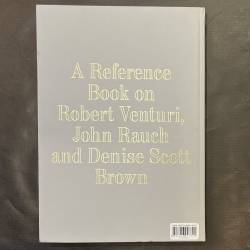 A Reference
Book on
Robert Venturi,
John Rauch
and Denise Scott
Brown